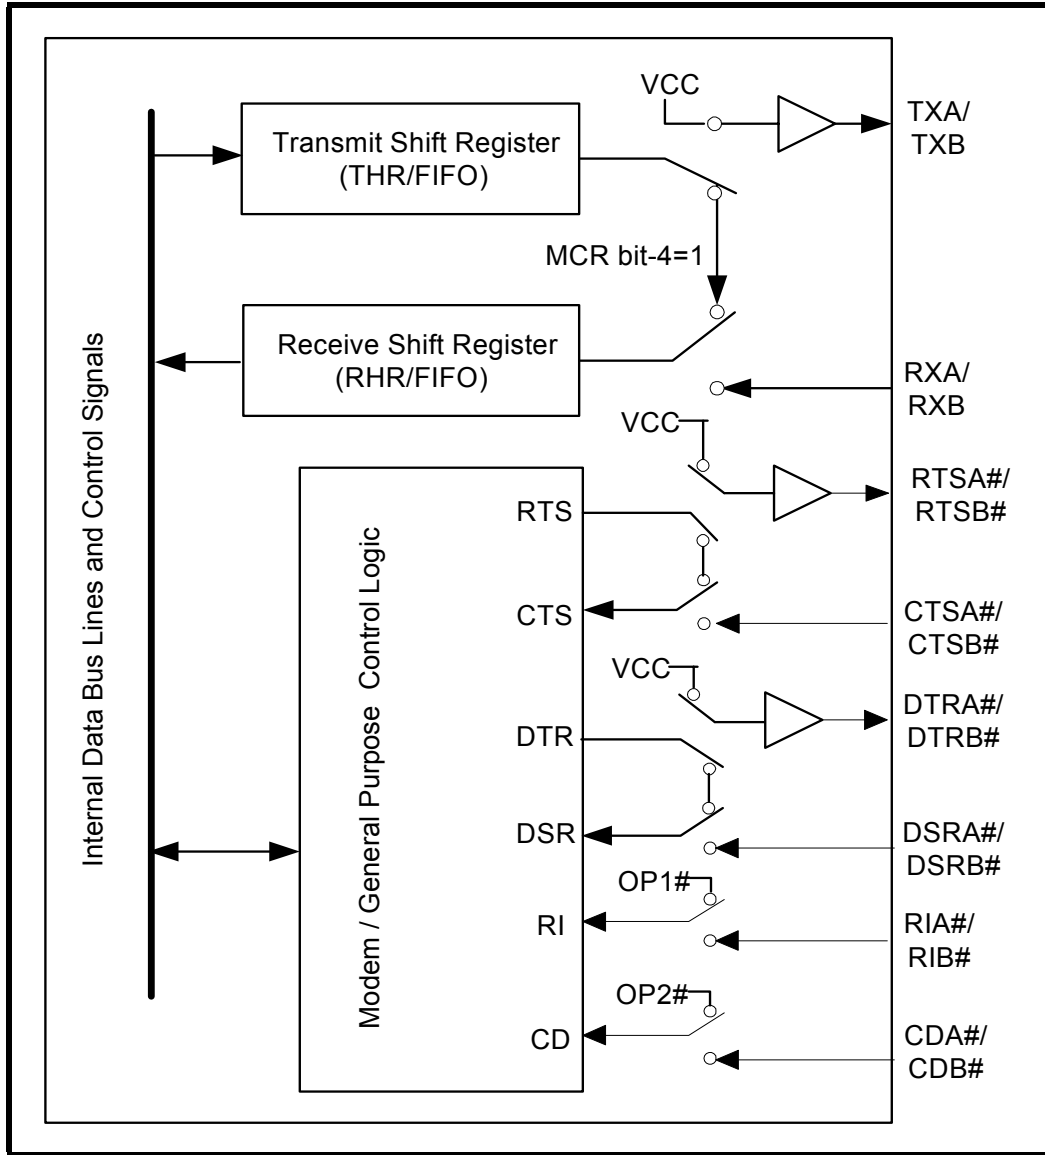 VCC
TXA/
TXB
Transmit Shift Register
(THR/FIFO)
MCR bit-4=1
Internal Data Bus Lines and Control Signals
Receive Shift Register
(RHR/FIFO)
RXA/
RXB
VCC
RTSA#/
RTSB#
Modem / General Purpose Control Logic
RTS
CTS
CTSA#/
CTSB#
VCC
DTRA#/
DTRB#
DTR
DSR
DSRA#/
DSRB#
OP1#
RI
RIA#/
RIB#
OP2#
CD
CDA#/
CDB#